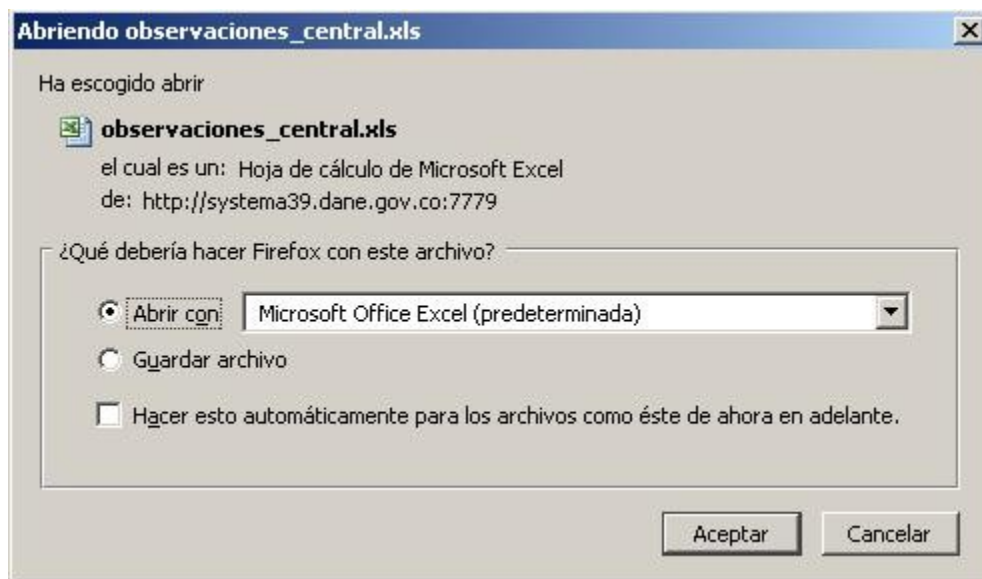 Abriendo observaciones_central.xls
Ha escogido abrir
observaciones_central.xls
el cual es un: Hoja de cálculo de Microsoft Excel
de: http://systema39.dane.gov.co:7779
¿Qué debería hacer Firefox con este archivo?
Abrir con Microsoft Office Excel (predeterminada)
Guardar archivo
Hacer esto automáticamente para los archivos como éste de ahora en adelante.
Aceptar Cancelar